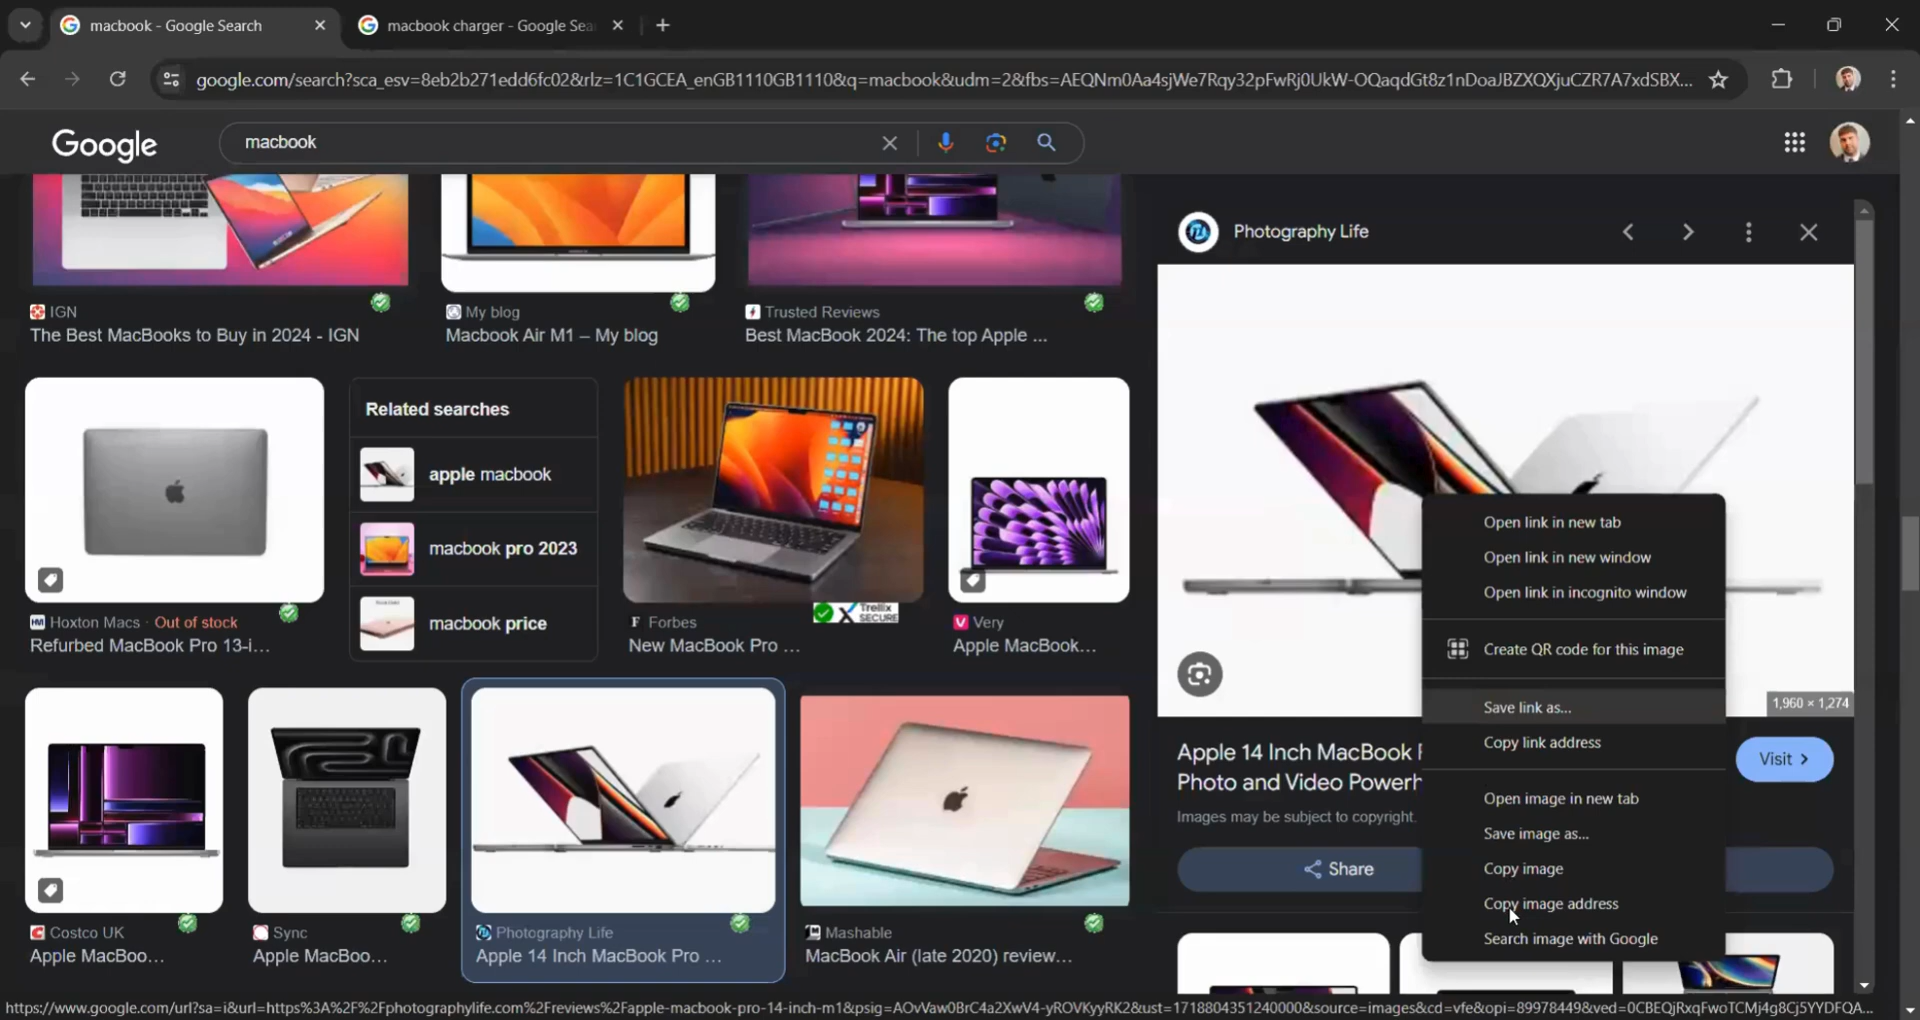 macbook - Google Search
macbook charger - Google Sea
google.com/search?sca_esv=8eb2b271edd6fc02&rlz=1C1GCEA_enGB1110GB1110&q=macbook&udm=2&fbs=AEQNm0Aa4sjWe7Rqy32pFwRj0UkW-OQaqdGt8z1nDoaJBZXQXjuCZR7A7xdSBX...
Google
macbook
IGN
The Best MacBooks to Buy in 2024 - IGN
My blog
Macbook Air M1 – My blog
Trusted Reviews
Best MacBook 2024: The top Apple ...
Hoxton Macs · Out of stock
Refurbed MacBook Pro 13-i...
Related searches
apple macbook
macbook pro 2023
macbook price
Trellix
SECURE
Forbes
New MacBook Pro ...
Very
Apple MacBook...
Costco UK
Apple MacBoo...
Sync
Apple MacBoo...
Photography Life
Apple 14 Inch MacBook Pro ...
Mashable
MacBook Air (late 2020) review...
Photography Life
1,960 × 1,274
Apple 14 Inch MacBook P
Photo and Video Powerh
Visit
Images may be subject to copyright.
Share
Open link in new tab
Open link in new window
Open link in incognito window
Create QR code for this image
Save link as...
Copy link address
Open image in new tab
Save image as...
Copy image
Copy image address
Search image with Google
https://www.google.com/url?sa=i&url=https%3A%2F%2Fphotographylife.com%2Freviews%2Fapple-macbook-pro-14-inch-m1&psig=AOvVaw0BrC4a2XwV4-yROVKyyRK2&ust=1718804351240000&source=images&cd=vfe&opi=89978449&ved=0CBEQjRxqFwoTCMj4g8Cj5YYDFQA...